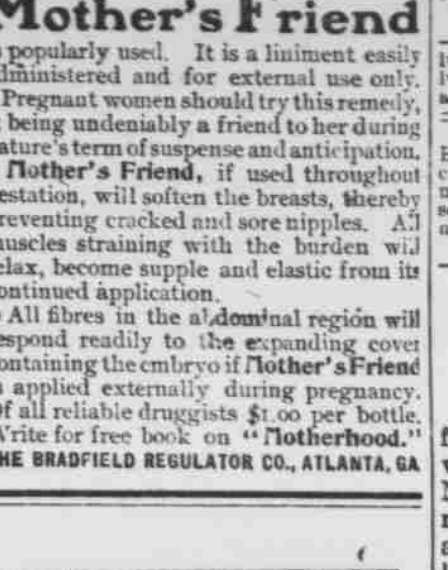 Mother's Friend
popularly used. It is a liniment easily
dministered and for external use only.
Pregnant women should try this remedy,
being undeniably a friend to her during
ature's term of suspense and anticipation.
Mother's Friend, if used throughout
estation, will soften the breasts, thereby
reventing cracked and sore nipples. All
nuscles straining with the burden will
elax, become supple and elastic from its
ontinued application.
All fibres in the abdominal region will
espond readily to the expanding cover
ontaining the embryo if Mother's Friend
s applied externally during pregnancy.
Of all reliable druggists $1.00 per bottle.
Write for free book on "Motherhood."
HE BRADFIELD REGULATOR CO., ATLANTA, GA